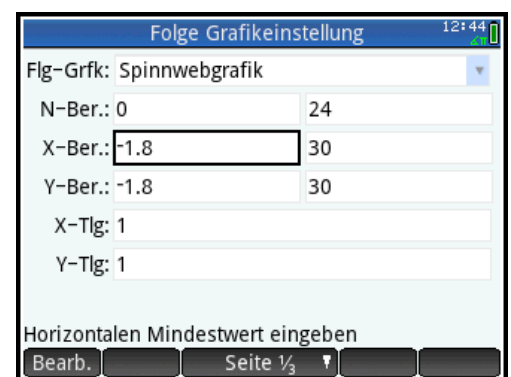 Folge Grafikeinstellung 12:44
∠π
Flg-Grfk: Spinnwebgrafik
N-Ber.: 0 24
X-Ber.: -1.8 30
Y-Ber.: -1.8 30
X-Tlg: 1
Y-Tlg: 1
Horizontalen Mindestwert eingeben
Bearb. Seite ⅓